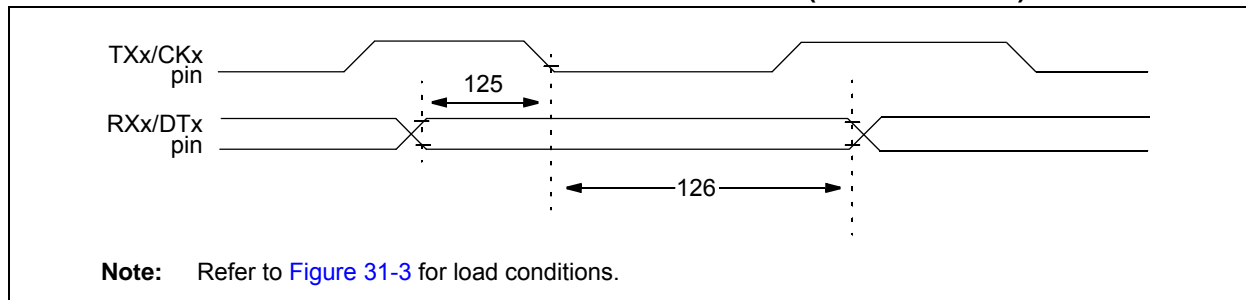 TXx/CKx
pin
125
RXx/DTx
pin
126
Note: Refer to Figure 31-3 for load conditions.